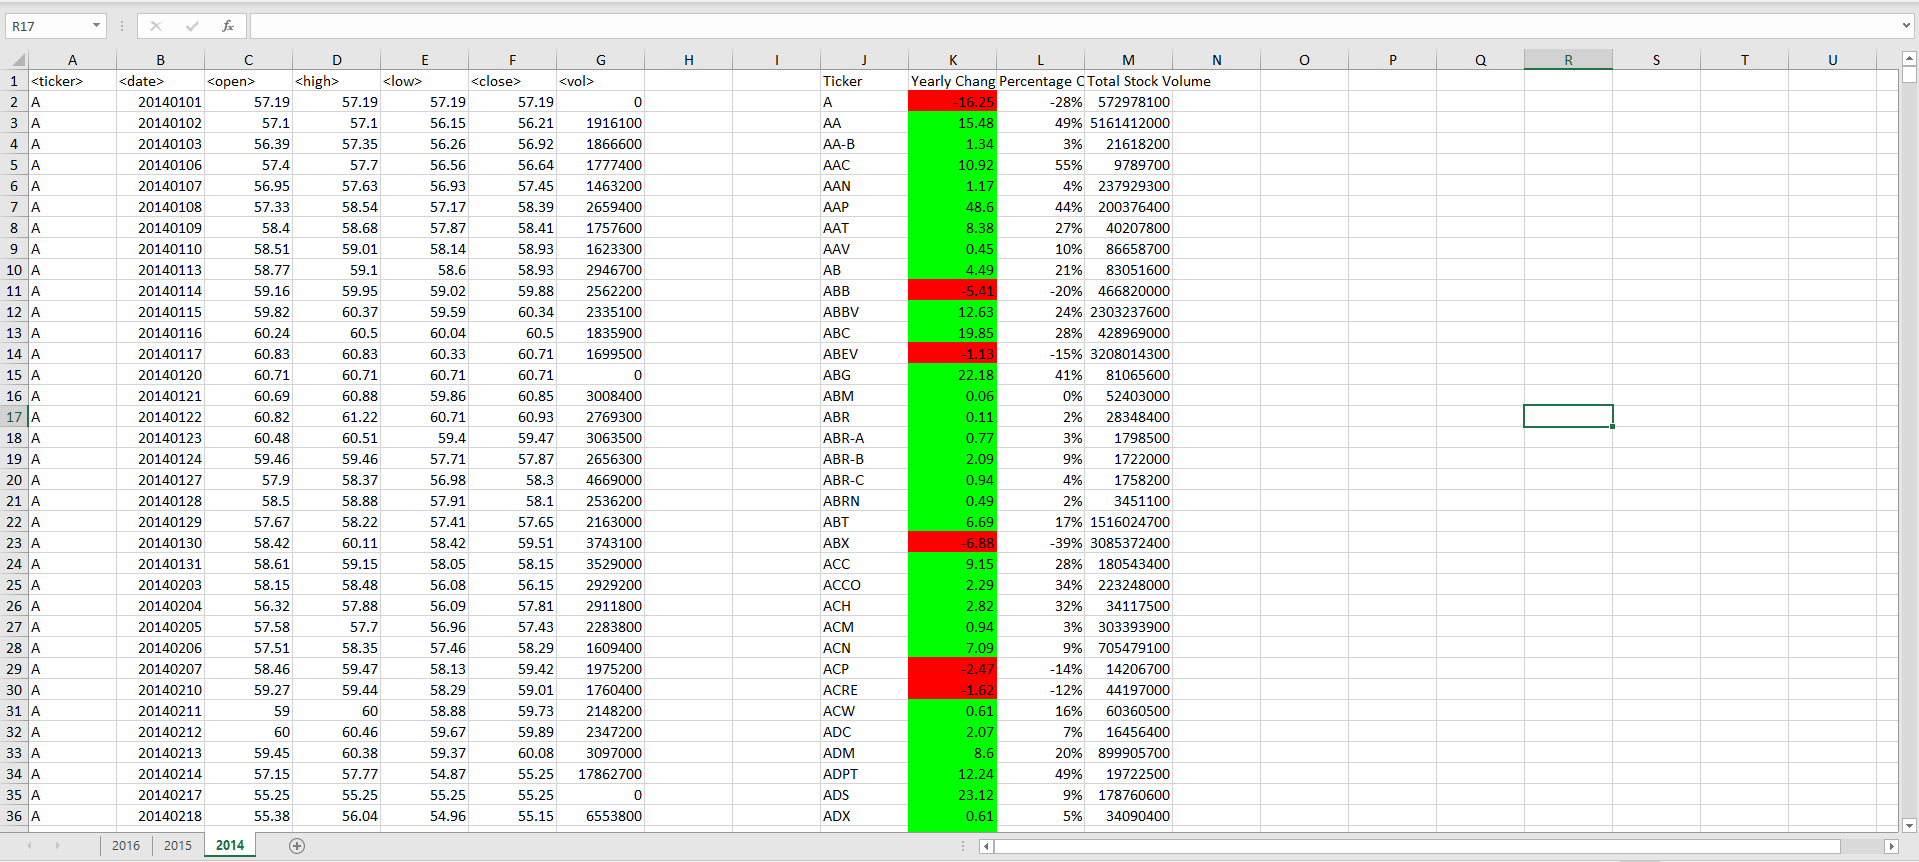 R17 fx
A B C D E F G H I J K L M N O P Q R S T U
1 <ticker> <date> <open> <high> <low> <close> <vol> Ticker Yearly Chang Percentage C Total Stock Volume
2 A 20140101 57.19 57.19 57.19 57.19 0 A -16.25 -28% 572978100
3 A 20140102 57.1 57.1 56.15 56.21 1916100 AA 15.48 49% 5161412000
4 A 20140103 56.39 57.35 56.26 56.92 1866600 AA-B 1.34 3% 21618200
5 A 20140106 57.4 57.7 56.56 56.64 1777400 AAC 10.92 55% 9789700
6 A 20140107 56.95 57.63 56.93 57.45 1463200 AAN 1.17 4% 237929300
7 A 20140108 57.33 58.54 57.17 58.39 2659400 AAP 48.6 44% 200376400
8 A 20140109 58.4 58.68 57.87 58.41 1757600 AAT 8.38 27% 40207800
9 A 20140110 58.51 59.01 58.14 58.93 1623300 AAV 0.45 10% 86658700
10 A 20140113 58.77 59.1 58.6 58.93 2946700 AB 4.49 21% 83051600
11 A 20140114 59.16 59.95 59.02 59.88 2562200 ABB -5.41 -20% 466820000
12 A 20140115 59.82 60.37 59.59 60.34 2335100 ABBV 12.63 24% 2303237600
13 A 20140116 60.24 60.5 60.04 60.5 1835900 ABC 19.85 28% 428969000
14 A 20140117 60.83 60.83 60.33 60.71 1699500 ABEV -1.13 -15% 3208014300
15 A 20140120 60.71 60.71 60.71 60.71 0 ABG 22.18 41% 81065600
16 A 20140121 60.69 60.88 59.86 60.85 3008400 ABM 0.06 0% 52403000
17 A 20140122 60.82 61.22 60.71 60.93 2769300 ABR 0.11 2% 28348400
18 A 20140123 60.48 60.51 59.4 59.47 3063500 ABR-A 0.77 3% 1798500
19 A 20140124 59.46 59.46 57.71 57.87 2656300 ABR-B 2.09 9% 1722000
20 A 20140127 57.9 58.37 56.98 58.3 4669000 ABR-C 0.94 4% 1758200
21 A 20140128 58.5 58.88 57.91 58.1 2536200 ABRN 0.49 2% 3451100
22 A 20140129 57.67 58.22 57.41 57.65 2163000 ABT 6.69 17% 1516024700
23 A 20140130 58.42 60.11 58.42 59.51 3743100 ABX -6.88 -39% 3085372400
24 A 20140131 58.61 59.15 58.05 58.15 3529000 ACC 9.15 28% 180543400
25 A 20140203 58.15 58.48 56.08 56.15 2929200 ACCO 2.29 34% 223248000
26 A 20140204 56.32 57.88 56.09 57.81 2911800 ACH 2.82 32% 34117500
27 A 20140205 57.58 57.7 56.96 57.43 2283800 ACM 0.94 3% 303393900
28 A 20140206 57.51 58.35 57.46 58.29 1609400 ACN 7.09 9% 705479100
29 A 20140207 58.46 59.47 58.13 59.42 1975200 ACP -2.47 -14% 14206700
30 A 20140210 59.27 59.44 58.29 59.01 1760400 ACRE -1.62 -12% 44197000
31 A 20140211 59 60 58.88 59.73 2148200 ACW 0.61 16% 60360500
32 A 20140212 60 60.46 59.67 59.89 2347200 ADC 2.07 7% 16456400
33 A 20140213 59.45 60.38 59.37 60.08 3097000 ADM 8.6 20% 899905700
34 A 20140214 57.15 57.77 54.87 55.25 17862700 ADPT 12.24 49% 19722500
35 A 20140217 55.25 55.25 55.25 55.25 0 ADS 23.12 9% 178760600
36 A 20140218 55.38 56.04 54.96 55.15 6553800 ADX 0.61 5% 34090400
2016 2015 2014